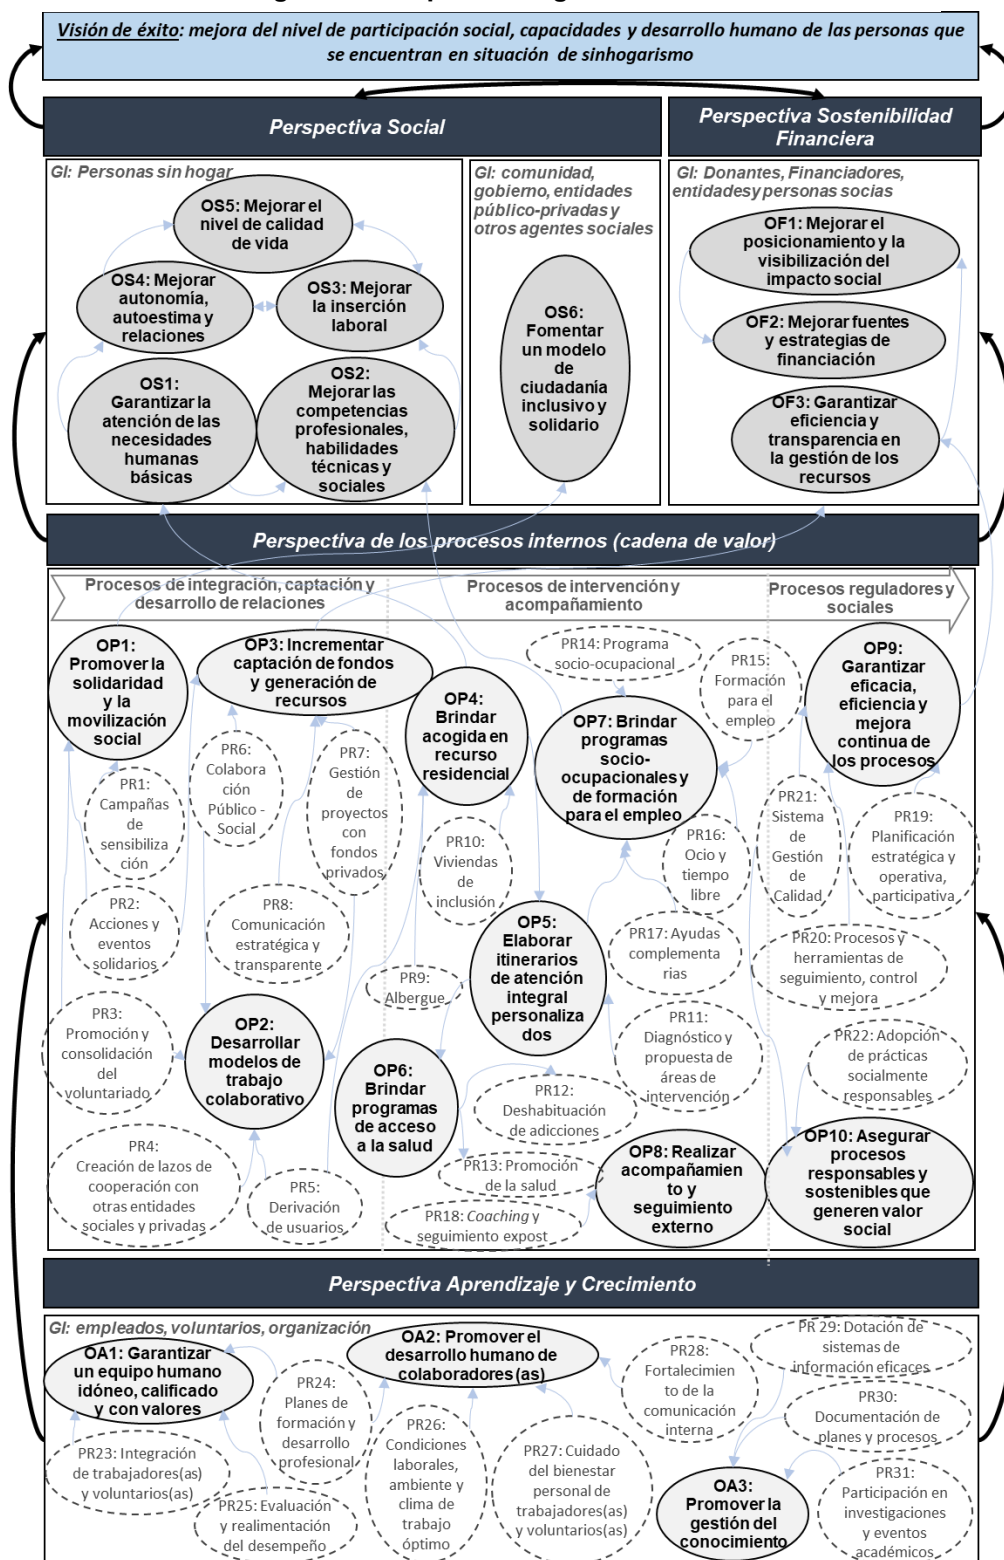 Visión de éxito: mejora del nivel de participación social, capacidades y desarrollo humano de las personas que
se encuentran en situación de sinhogarismo
Perspectiva Social
Perspectiva Sostenibilidad
Financiera
GI: Personas sin hogar
OS5: Mejorar el
nivel de calidad
de vida
OS4: Mejorar
autonomía,
autoestima y
relaciones
OS3: Mejorar
la inserción
laboral
OS1:
Garantizar la
atención de las
necesidades
humanas
básicas
OS2:
Mejorar las
competencias
profesionales,
habilidades
técnicas y
sociales
GI: comunidad,
gobierno, entidades
público-privadas y
otros agentes sociales
OS6:
Fomentar
un modelo
de
ciudadanía
inclusivo y
solidario
GI: Donantes, Financiadores,
entidadesy personas socias
OF1: Mejorar el
posicionamiento y la
visibilización del
impacto social
OF2: Mejorar fuentes
y estrategias de
financiación
OF3: Garantizar
eficiencia y
transparencia en
la gestión de los
recursos
Perspectiva de los procesos internos (cadena de valor)
Procesos de integración, captación y
desarrollo de relaciones
Procesos de intervención y
acompañamiento
Procesos reguladores y
sociales
OP1:
Promover la
solidaridad
y la
movilización
social
OP3: Incrementar
captación de fondos
y generación de
recursos
OP4:
Brindar
acogida en
recurso
residencial
PR14: Programa
socio-ocupacional
PR15:
Formación
para el
empleo
OP7: Brindar
programas
socio-
ocupacionales y
de formación
para el empleo
OP9:
Garantizar
eficacia,
eficiencia y
mejora
continua de
los procesos
PR1:
Campañas
de
sensibiliza
ción
PR6:
Colabora
ción
Público -
Social
PR7:
Gestión
de
proyectos
con
fondos
privados
PR10:
Viviendas
de
inclusión
PR16:
Ocio y
tiempo
libre
PR21:
Sistema
de
Gestión
de
Calidad
PR19:
Planificación
estratégica y
operativa,
participativa
PR2:
Acciones y
eventos
solidarios
PR8:
Comunicación
estratégica y
transparente
PR9:
Albergue
OP5:
Elaborar
itinerarios
de atención
integral
personaliza
dos
PR17: Ayudas
complementa
rias
PR20: Procesos y
herramientas de
seguimiento, control
y mejora
PR3:
Promoción y
consolidación
del
voluntariado
OP2:
Desarrollar
modelos de
trabajo
colaborativo
OP6:
Brindar
programas
de acceso
a la salud
PR11:
Diagnóstico y
propuesta de
áreas de
intervención
PR12:
Deshabituación
de adicciones
PR22: Adopción
de prácticas
socialmente
responsables
PR4:
Creación de lazos de
cooperación con
otras entidades
sociales y privadas
PR5:
Derivación
de usuarios
PR13: Promoción
de la salud
PR18: Coaching y
seguimiento expost
OP8: Realizar
acompañamien
to y
seguimiento
externo
OP10: Asegurar
procesos
responsables y
sostenibles que
generen valor
social
Perspectiva Aprendizaje y Crecimiento
GI: empleados, voluntarios, organización
OA1: Garantizar
un equipo humano
idóneo, calificado
y con valores
OA2: Promover el
desarrollo humano de
colaboradores (as)
PR24:
Planes de
formación y
desarrollo
profesional
PR23: Integración
de trabajadores(as)
y voluntarios(as)
PR25: Evaluación
y realimentación
del desempeño
PR26:
Condiciones
laborales,
ambiente y
clima de
trabajo
óptimo
PR27: Cuidado
del bienestar
personal de
trabajadores(as)
y voluntarios(as)
PR28:
Fortalecimien
to de la
comunicación
interna
PR 29: Dotación de
sistemas de
información eficaces
PR30:
Documentación de
planes y procesos
OA3:
Promover la
gestión del
conocimiento
PR31:
Participación en
investigaciones
y eventos
académicos